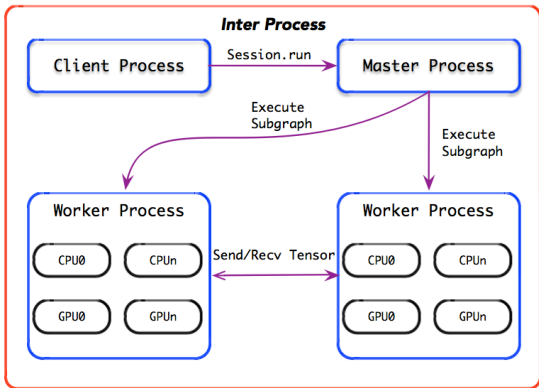 Inter Process
Client Process
Session.run
Master Process
Execute
Subgraph
Execute
Subgraph
Worker Process
CPU0
CPUn
GPU0
GPUn
Send/Recv Tensor
Worker Process
CPU0
CPUn
GPU0
GPUn